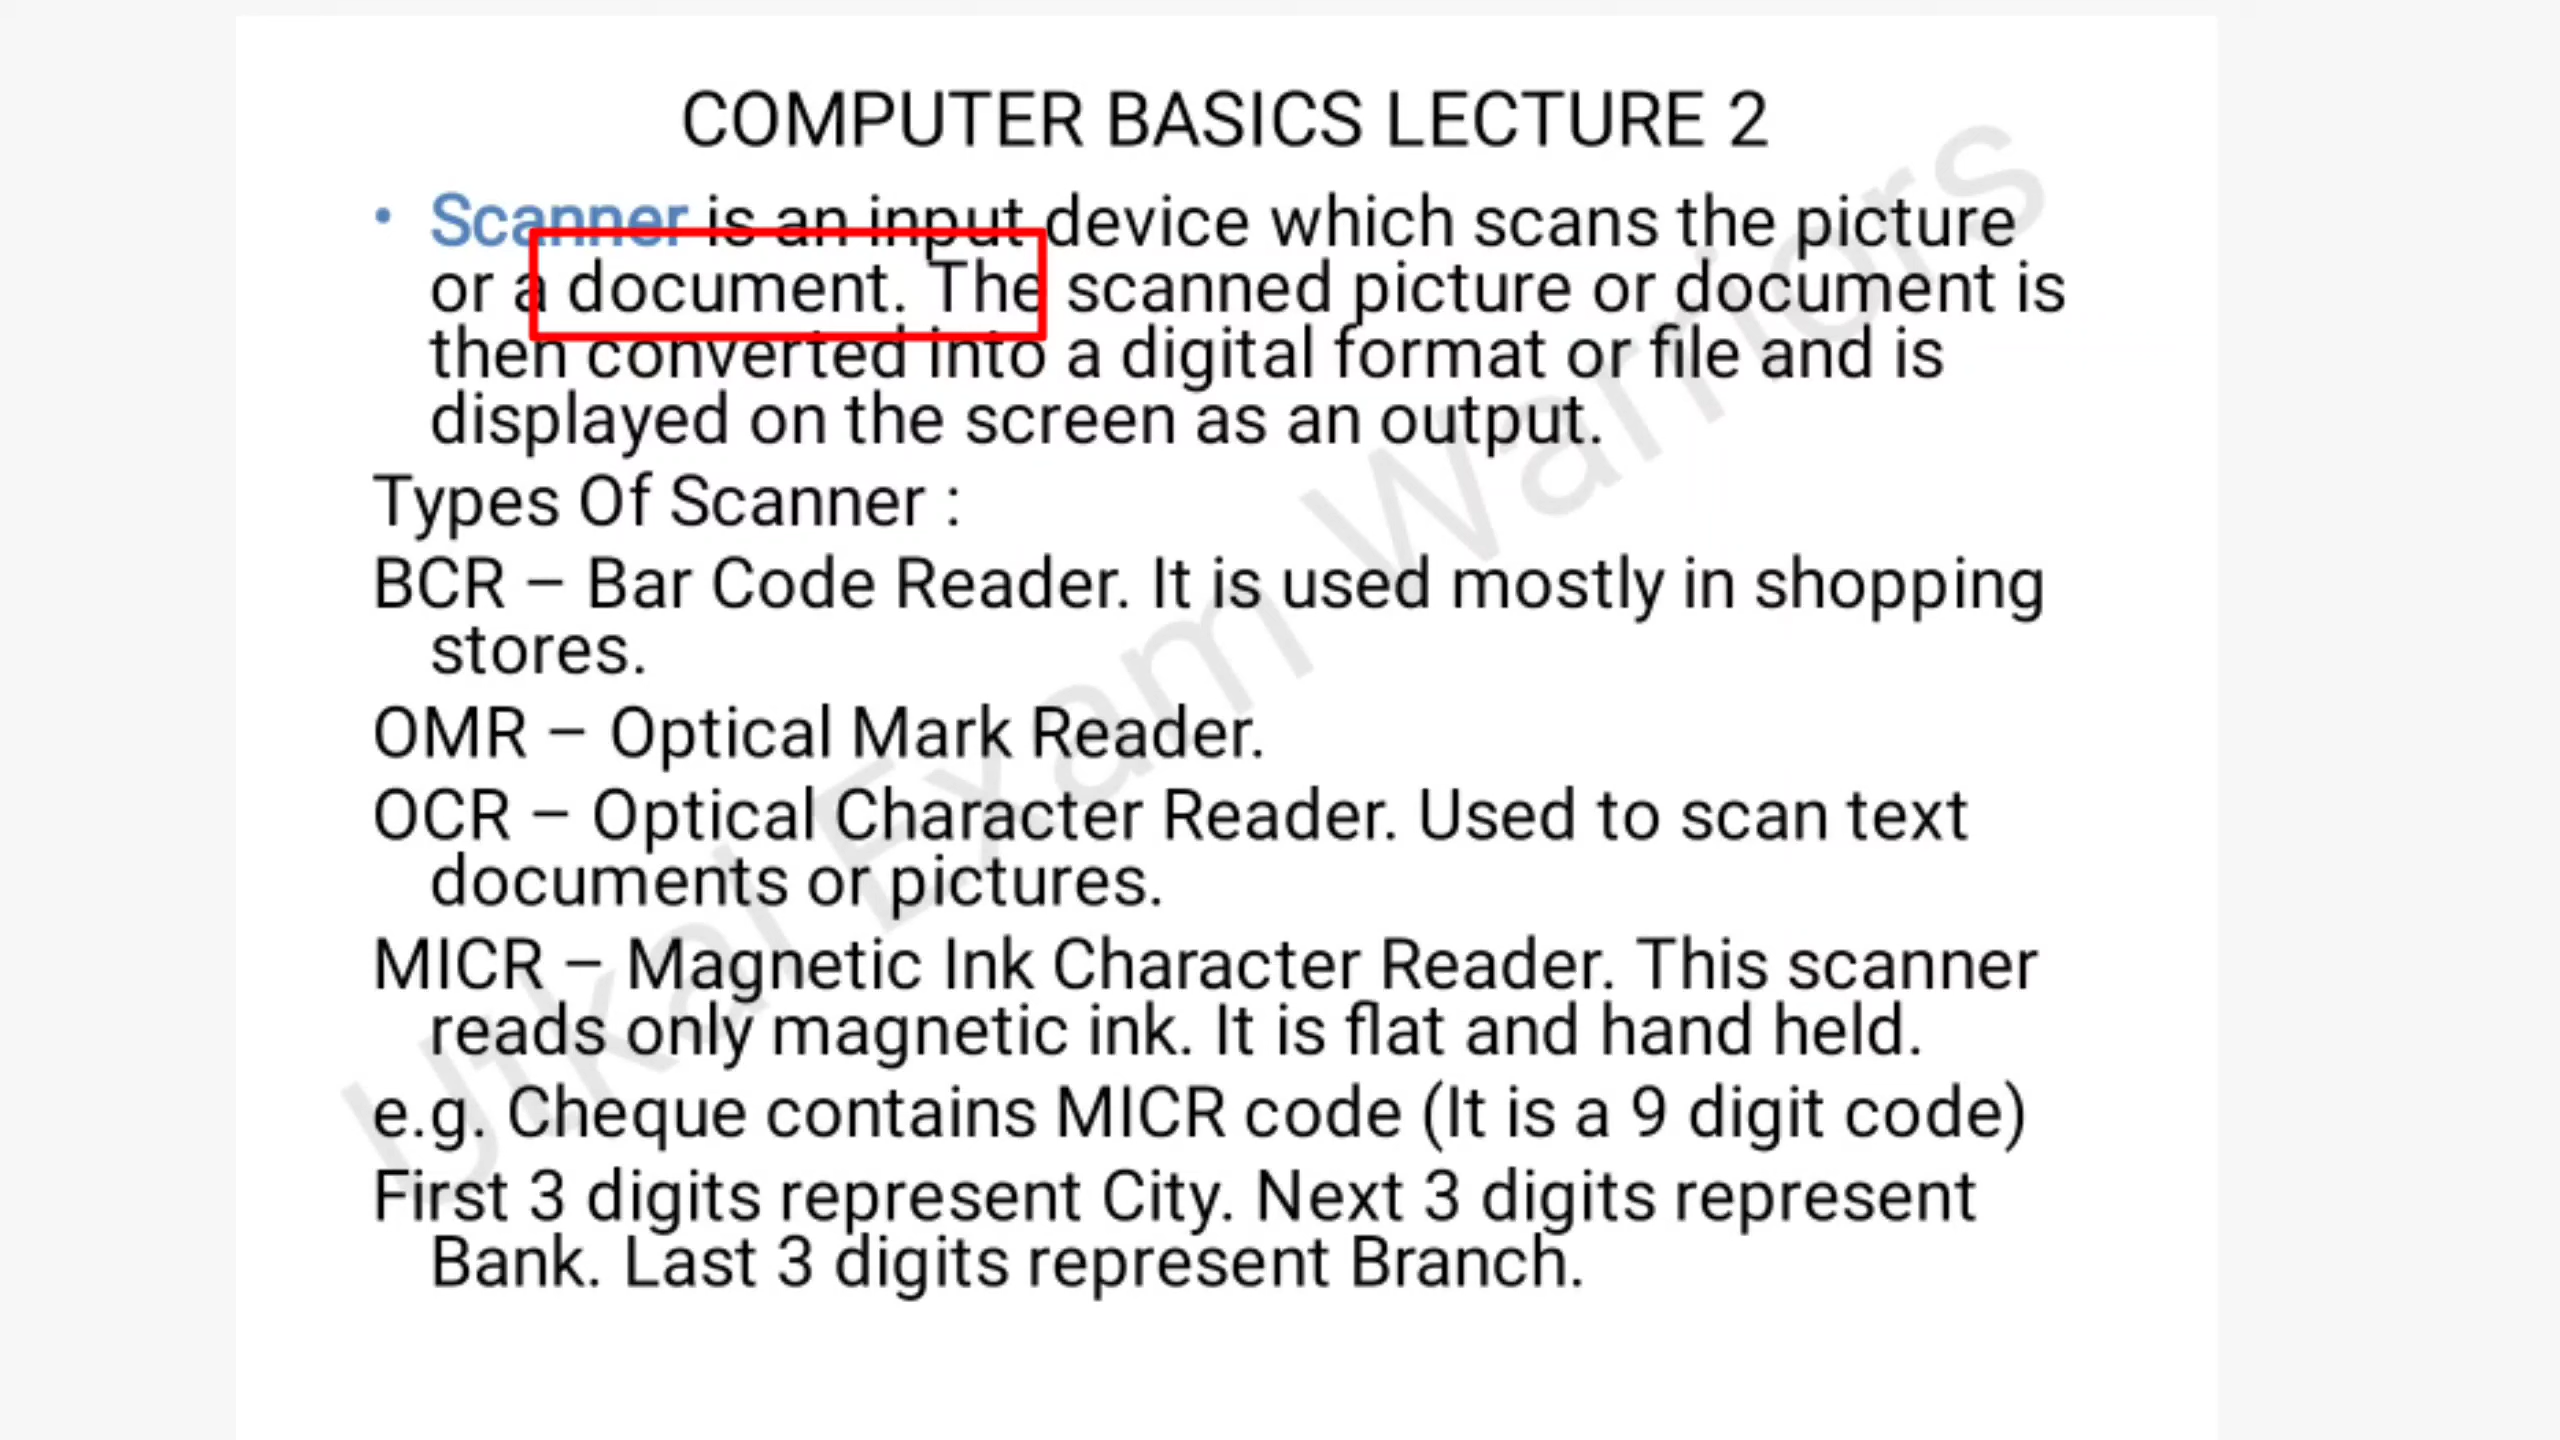 COMPUTER BASICS LECTURE 2
• Scanner is an input device which scans the picture
or a document. The scanned picture or document is
then converted into a digital format or file and is
displayed on the screen as an output.
Types Of Scanner :
BCR – Bar Code Reader. It is used mostly in shopping
stores.
OMR – Optical Mark Reader.
OCR – Optical Character Reader. Used to scan text
documents or pictures.
MICR – Magnetic Ink Character Reader. This scanner
reads only magnetic ink. It is flat and hand held.
e.g. Cheque contains MICR code (It is a 9 digit code)
First 3 digits represent City. Next 3 digits represent
Bank. Last 3 digits represent Branch.
Utkal Exam Warriors